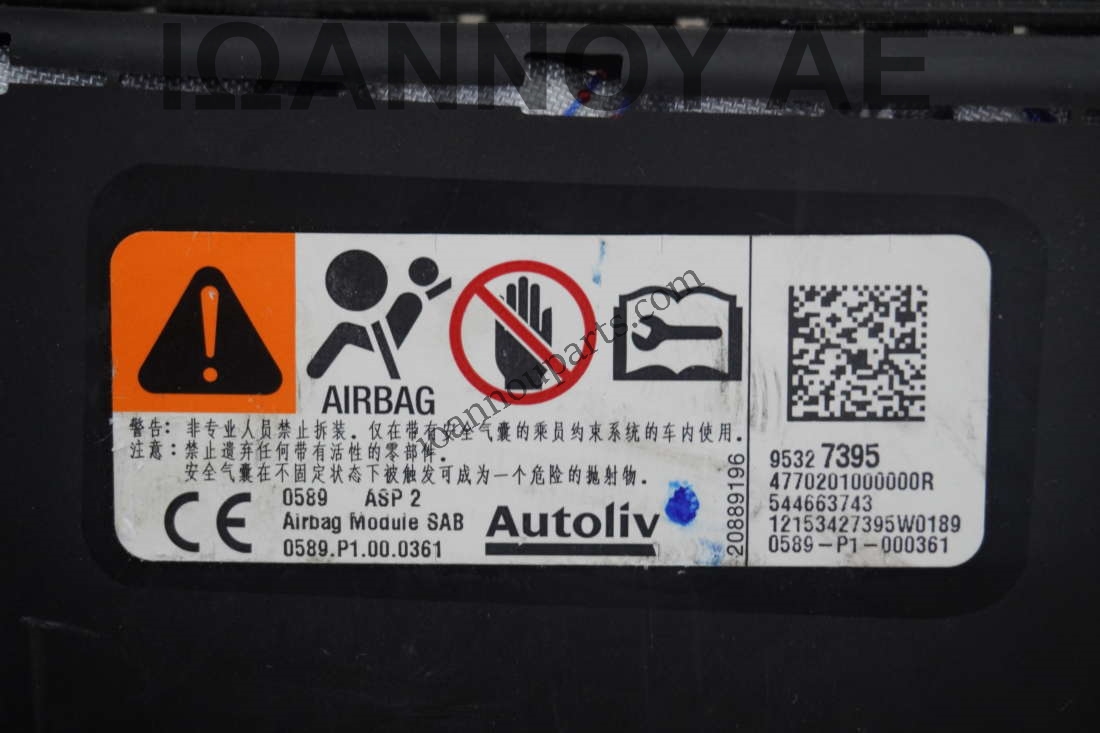 ΙΩΑΝΝΟΥ ΑΕ
AIRBAG
警告: 非专业人员禁止拆装. 仅在带有安全气囊的乘员约束系统的车内使用.
注意: 禁止遗弃任何带有活性的零部件.
安全气囊在不固定状态下被触发可成为一个危险的抛射物.
CE
0589 ASP 2
Airbag Module SAB
0589.P1.00.0361
Autoliv
20889196
9532 7395
4770201000000R
544663743
12153427395W0189
0589-P1-000361
ioannouparts.com